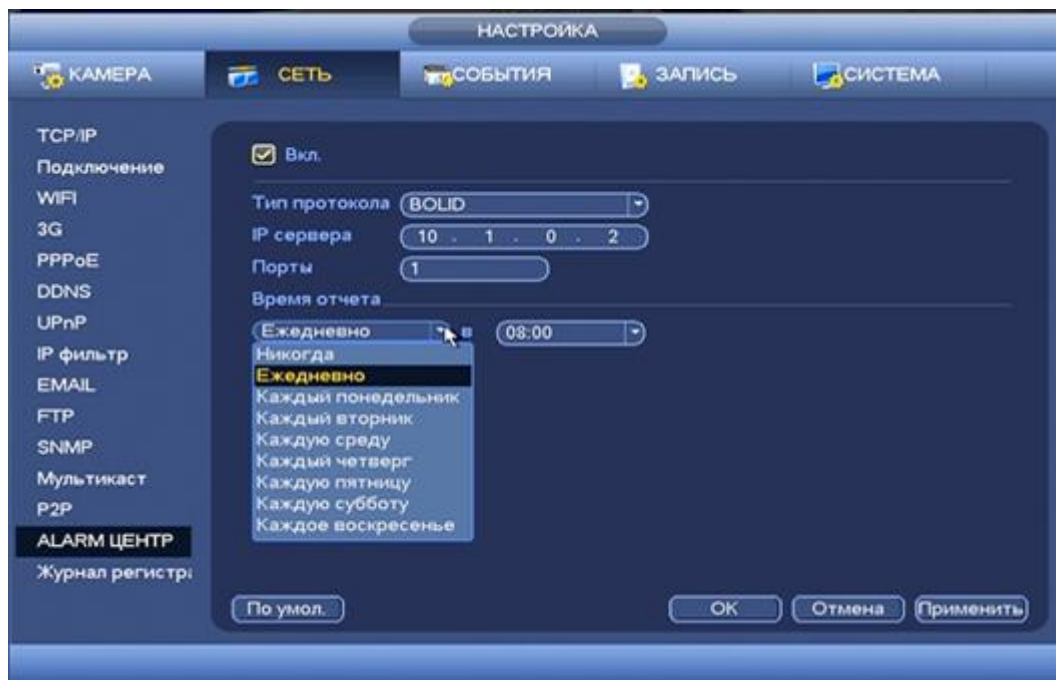 НАСТРОЙКА
КАМЕРА СЕТЬ СОБЫТИЯ ЗАПИСЬ СИСТЕМА
TCP/IP
Подключение
WIFI
3G
PPPoE
DDNS
UPnP
IP фильтр
EMAIL
FTP
SNMP
Мультикаст
P2P
ALARM ЦЕНТР
Журнал регистра
Вкл.
Тип протокола BOLID
IP сервера 10 . 1 . 0 . 2
Порты 1
Время отчета
Ежедневно в 08:00
Никогда
Ежедневно
Каждый понедельник
Каждый вторник
Каждую среду
Каждый четверг
Каждую пятницу
Каждую субботу
Каждое воскресенье
По умол. ОК Отмена Применить